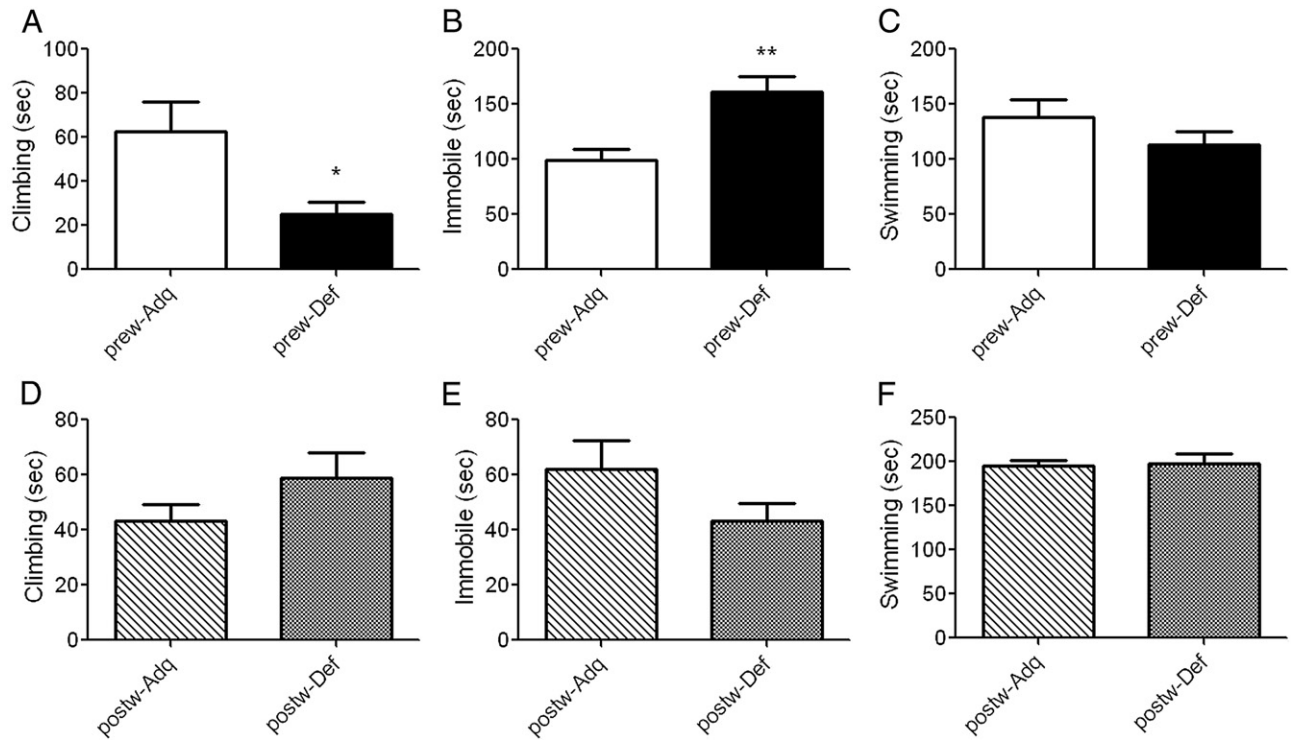 A
Climbing (sec)
100
80
60
40
20
0
*
prew-Adq
prew-Def
B
Immobile (sec)
200
150
100
50
0
**
prew-Adq
prew-Def
C
Swimming (sec)
200
150
100
50
0
prew-Adq
prew-Def
D
Climbing (sec)
80
60
40
20
0
postw-Adq
postw-Def
E
Immobile (sec)
80
60
40
20
0
postw-Adq
postw-Def
F
Swimming (sec)
250
200
150
100
50
0
postw-Adq
postw-Def